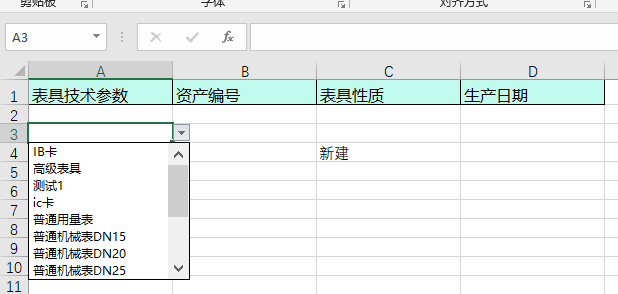 剪贴板 字体 对齐方式
A3 fx
A B C D
1 表具技术参数 资产编号 表具性质 生产日期
2
3
4 IB卡 新建
高级表具
5 测试1
6 ic卡
7 普通用量表
8 普通机械表DN15
9 普通机械表DN20
10 普通机械表DN25
11